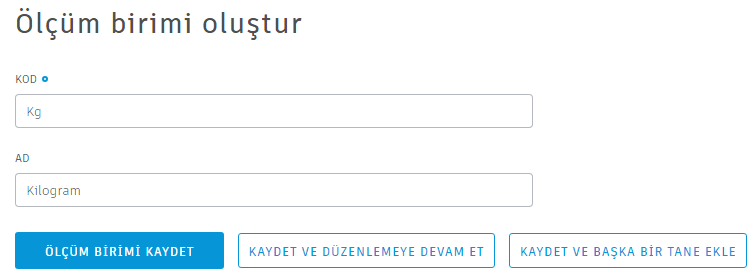 Ölçüm birimi oluştur
KOD
Kg
AD
Kilogram
ÖLÇÜM BİRİMİ KAYDET KAYDET VE DÜZENLEMEYE DEVAM ET KAYDET VE BAŞKA BİR TANE EKLE